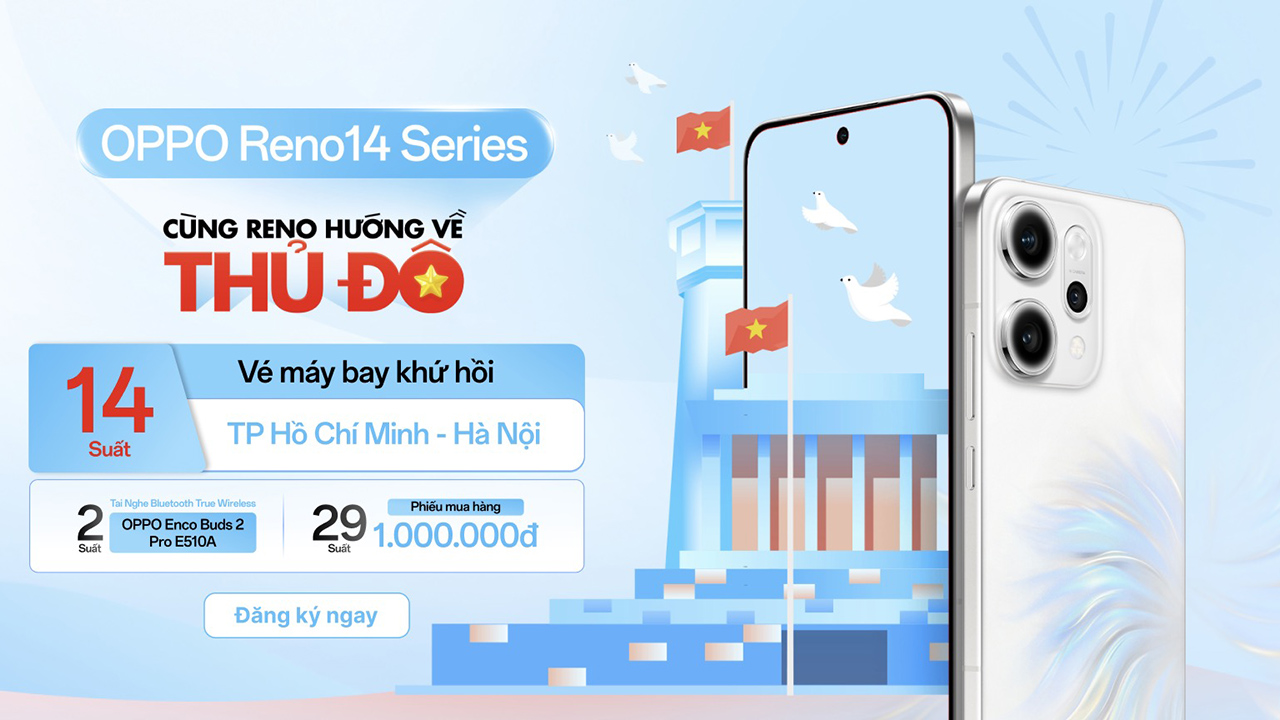 OPPO Reno14 Series
CÙNG RENO HƯỚNG VỀ
THỦ ĐÔ
14
Suất
Vé máy bay khứ hồi
TP Hồ Chí Minh - Hà Nội
2
Suất
Tai Nghe Bluetooth True Wireless
OPPO Enco Buds 2
Pro E510A
29
Suất
Phiếu mua hàng
1.000.000đ
Đăng ký ngay